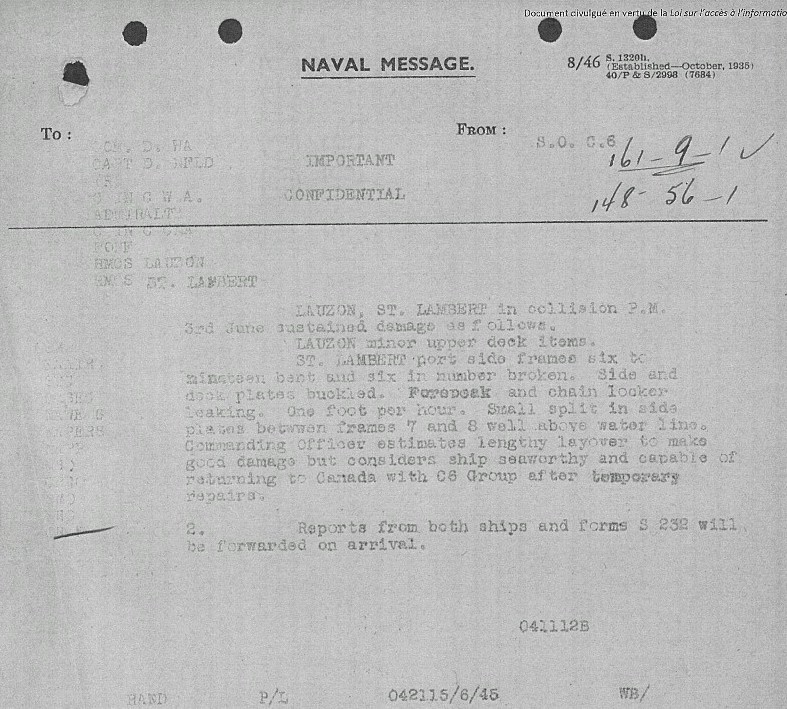 Document divulgué en vertu de la Loi sur l'accès à l'informatio
NAVAL MESSAGE.
8/46 S. 1320h.
(Established—October, 1935)
40/P & S/2998 (7684)
To :
FROM :
S.O. C.6
161-9-1 ✓
IMPORTANT
CONFIDENTIAL
148-56-1
C IN C W A.
ADMIRALTY
HMCS LAUZON
HMCS ST. LAMBERT
LAUZON, ST. LAMBERT in collision P.M.
3rd June sustained damage as follows.
LAUZON minor upper deck items.
ST. LAMBERT port side frames six to
nineteen bent and six in number broken. Side and
deck plates buckled. Forepeak and chain locker
leaking. One foot per hour. Small split in side
plates between frames 7 and 8 well above water line.
Commanding Officer estimates lengthy layover to make
good damage but considers ship seaworthy and capable of
returning to Canada with C6 Group after temporary
repairs.
2. Reports from both ships and forms S 232 will
be forwarded on arrival.
041112B
HAND P/L 042115/6/45 WB/